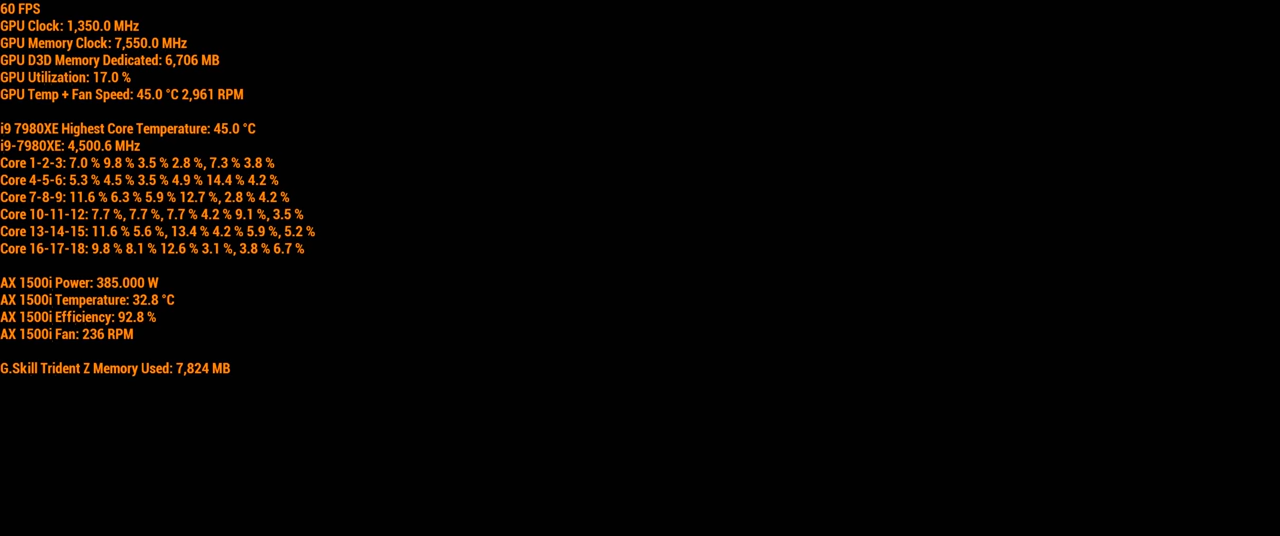 60 FPS
GPU Clock: 1,350.0 MHz
GPU Memory Clock: 7,550.0 MHz
GPU D3D Memory Dedicated: 6,706 MB
GPU Utilization: 17.0 %
GPU Temp + Fan Speed: 45.0 °C 2,961 RPM
i9 7980XE Highest Core Temperature: 45.0 °C
i9-7980XE: 4,500.6 MHz
Core 1-2-3: 7.0 % 9.8 % 3.5 % 2.8 %, 7.3 % 3.8 %
Core 4-5-6: 5.3 % 4.5 % 3.5 % 4.9 % 14.4 % 4.2 %
Core 7-8-9: 11.6 % 6.3 % 5.9 % 12.7 %, 2.8 % 4.2 %
Core 10-11-12: 7.7 %, 7.7 %, 7.7 % 4.2 % 9.1 %, 3.5 %
Core 13-14-15: 11.6 % 5.6 %, 13.4 % 4.2 % 5.9 %, 5.2 %
Core 16-17-18: 9.8 % 8.1 % 12.6 % 3.1 %, 3.8 % 6.7 %
AX 1500i Power: 385.000 W
AX 1500i Temperature: 32.8 °C
AX 1500i Efficiency: 92.8 %
AX 1500i Fan: 236 RPM
G.Skill Trident Z Memory Used: 7,824 MB